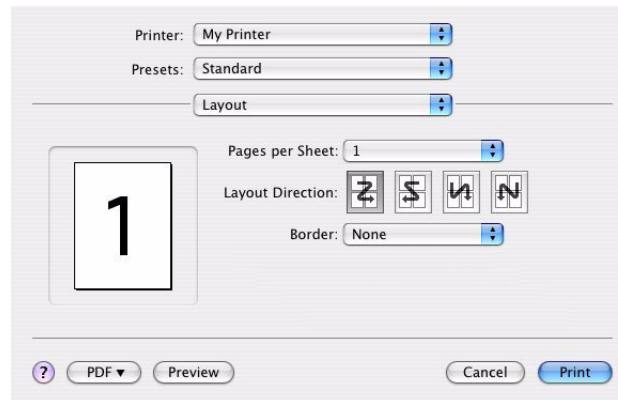 Printer: My Printer
Presets: Standard
Layout
Pages per Sheet: 1
Layout Direction:
Border: None
1
? PDF▼ Preview Cancel Print